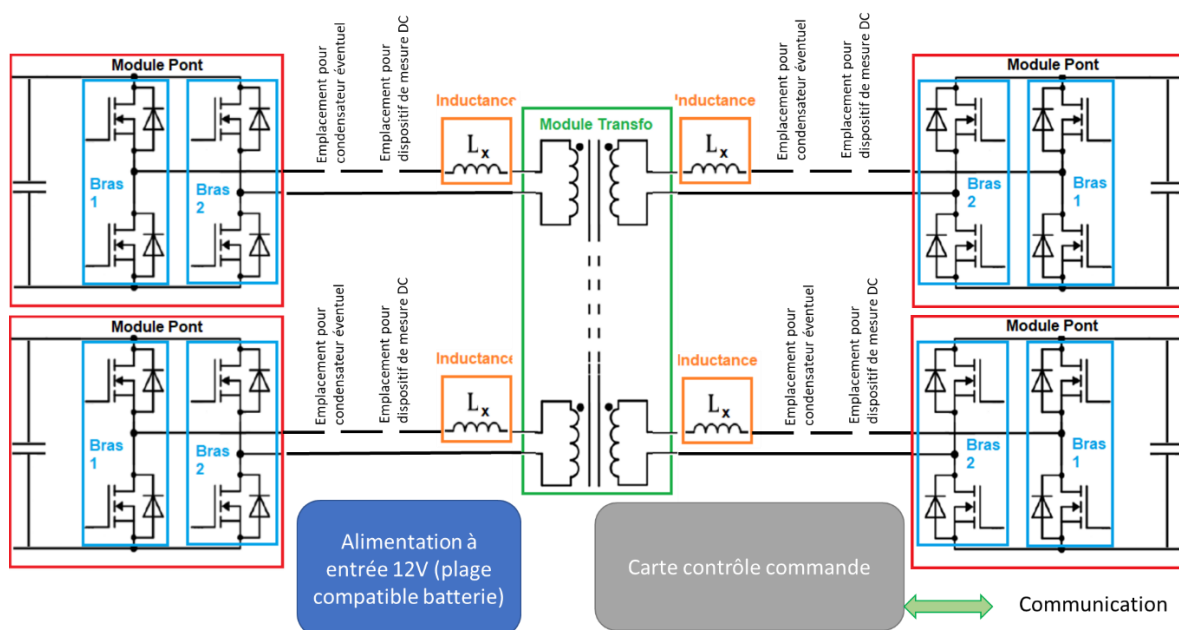 Module Pont
Bras
1
Bras
2
Emplacement pour
condensateur éventuel
Emplacement pour
dispositif de mesure DC
Inductance
Lx
Module Transfo
Inductance
Lx
Emplacement pour
condensateur éventuel
Emplacement pour
dispositif de mesure DC
Module Pont
Bras
2
Bras
1
Module Pont
Bras
1
Bras
2
Emplacement pour
condensateur éventuel
Emplacement pour
dispositif de mesure DC
Inductance
Lx
Inductance
Lx
Emplacement pour
condensateur éventuel
Emplacement pour
dispositif de mesure DC
Module Pont
Bras
2
Bras
1
Alimentation à
entrée 12V (plage
compatible batterie)
Carte contrôle commande
Communication